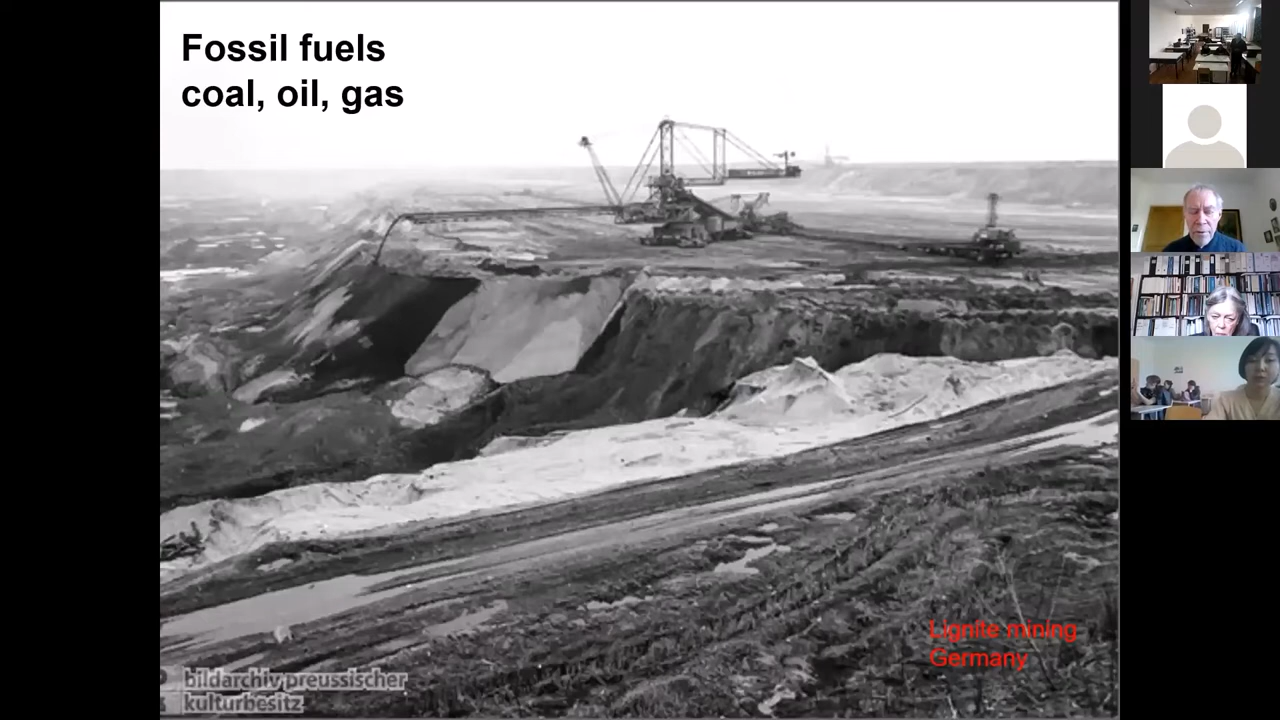 Fossil fuels
coal, oil, gas
Lignite mining
Germany
bildarchiv preussischer
kulturbesitz